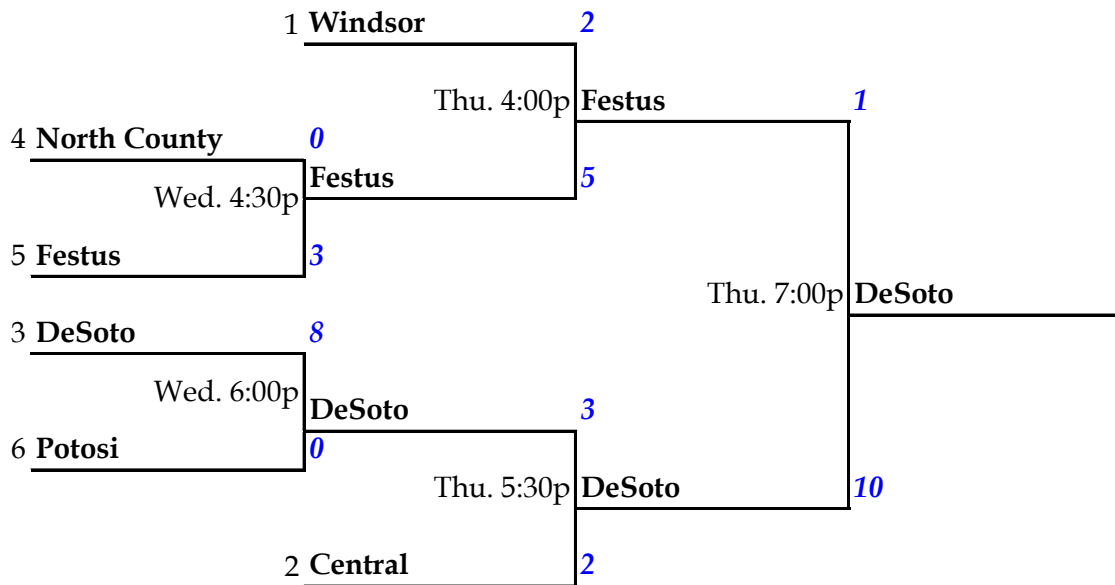 1 Windsor 2
Thu. 4:00p Festus 1
4 North County 0
Festus 5
Wed. 4:30p
5 Festus 3
Thu. 7:00p DeSoto
3 DeSoto 8
Wed. 6:00p
DeSoto 3
6 Potosi 0
Thu. 5:30p DeSoto 10
2 Central 2